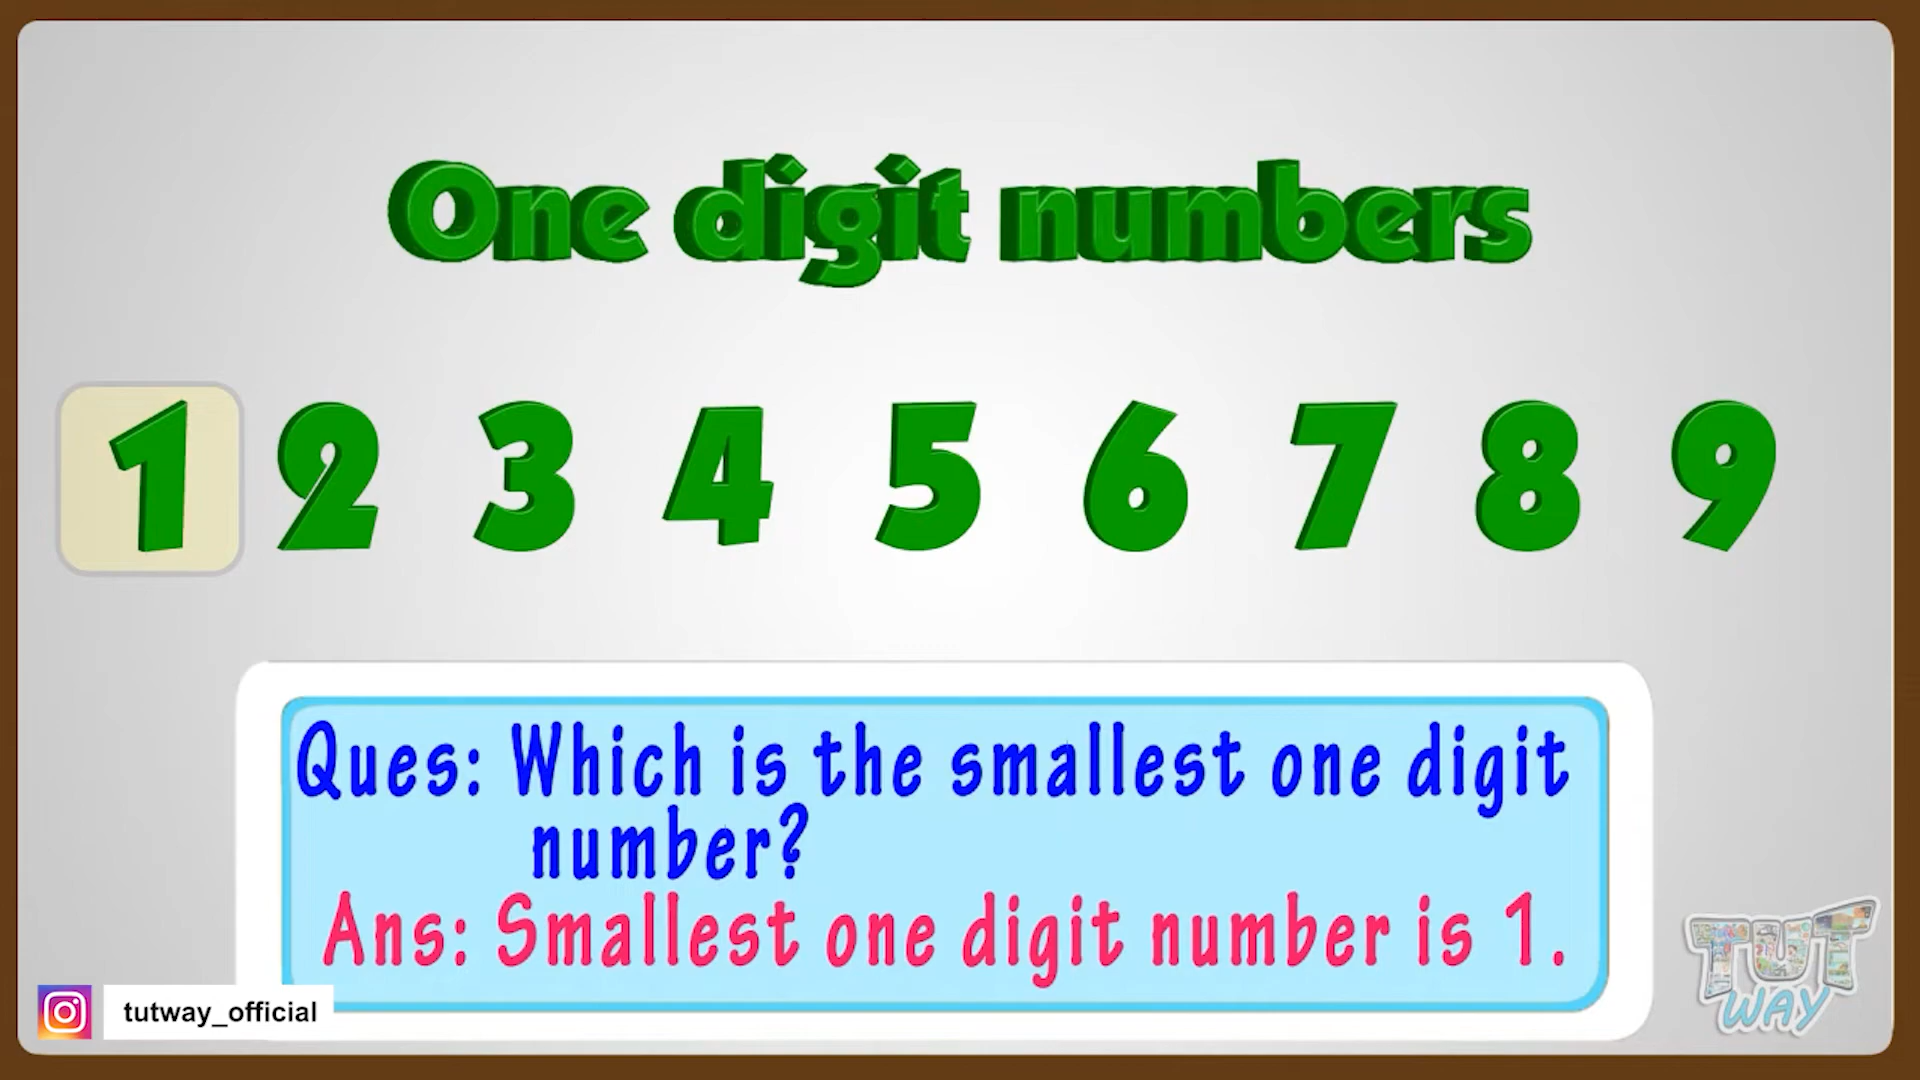 One digit numbers
1 2 3 4 5 6 7 8 9
Ques: Which is the smallest one digit
number?
Ans: Smallest one digit number is 1.
tutway_official
TUT
WAY